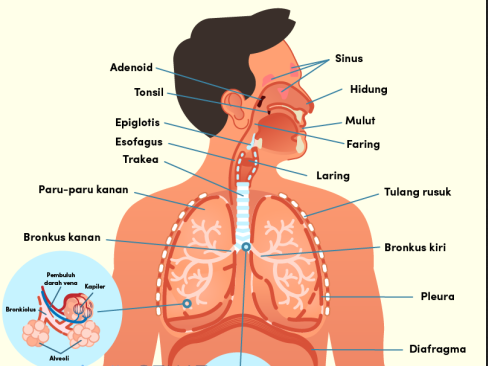 Sinus
Adenoid
Hidung
Tonsil
Mulut
Epiglotis
Faring
Esofagus
Trakea
Laring
Paru-paru kanan
Tulang rusuk
Bronkus kanan
Bronkus kiri
Pembuluh
darah vena
Kapiler
Bronkiolus
Pleura
Alveoli
Diafragma